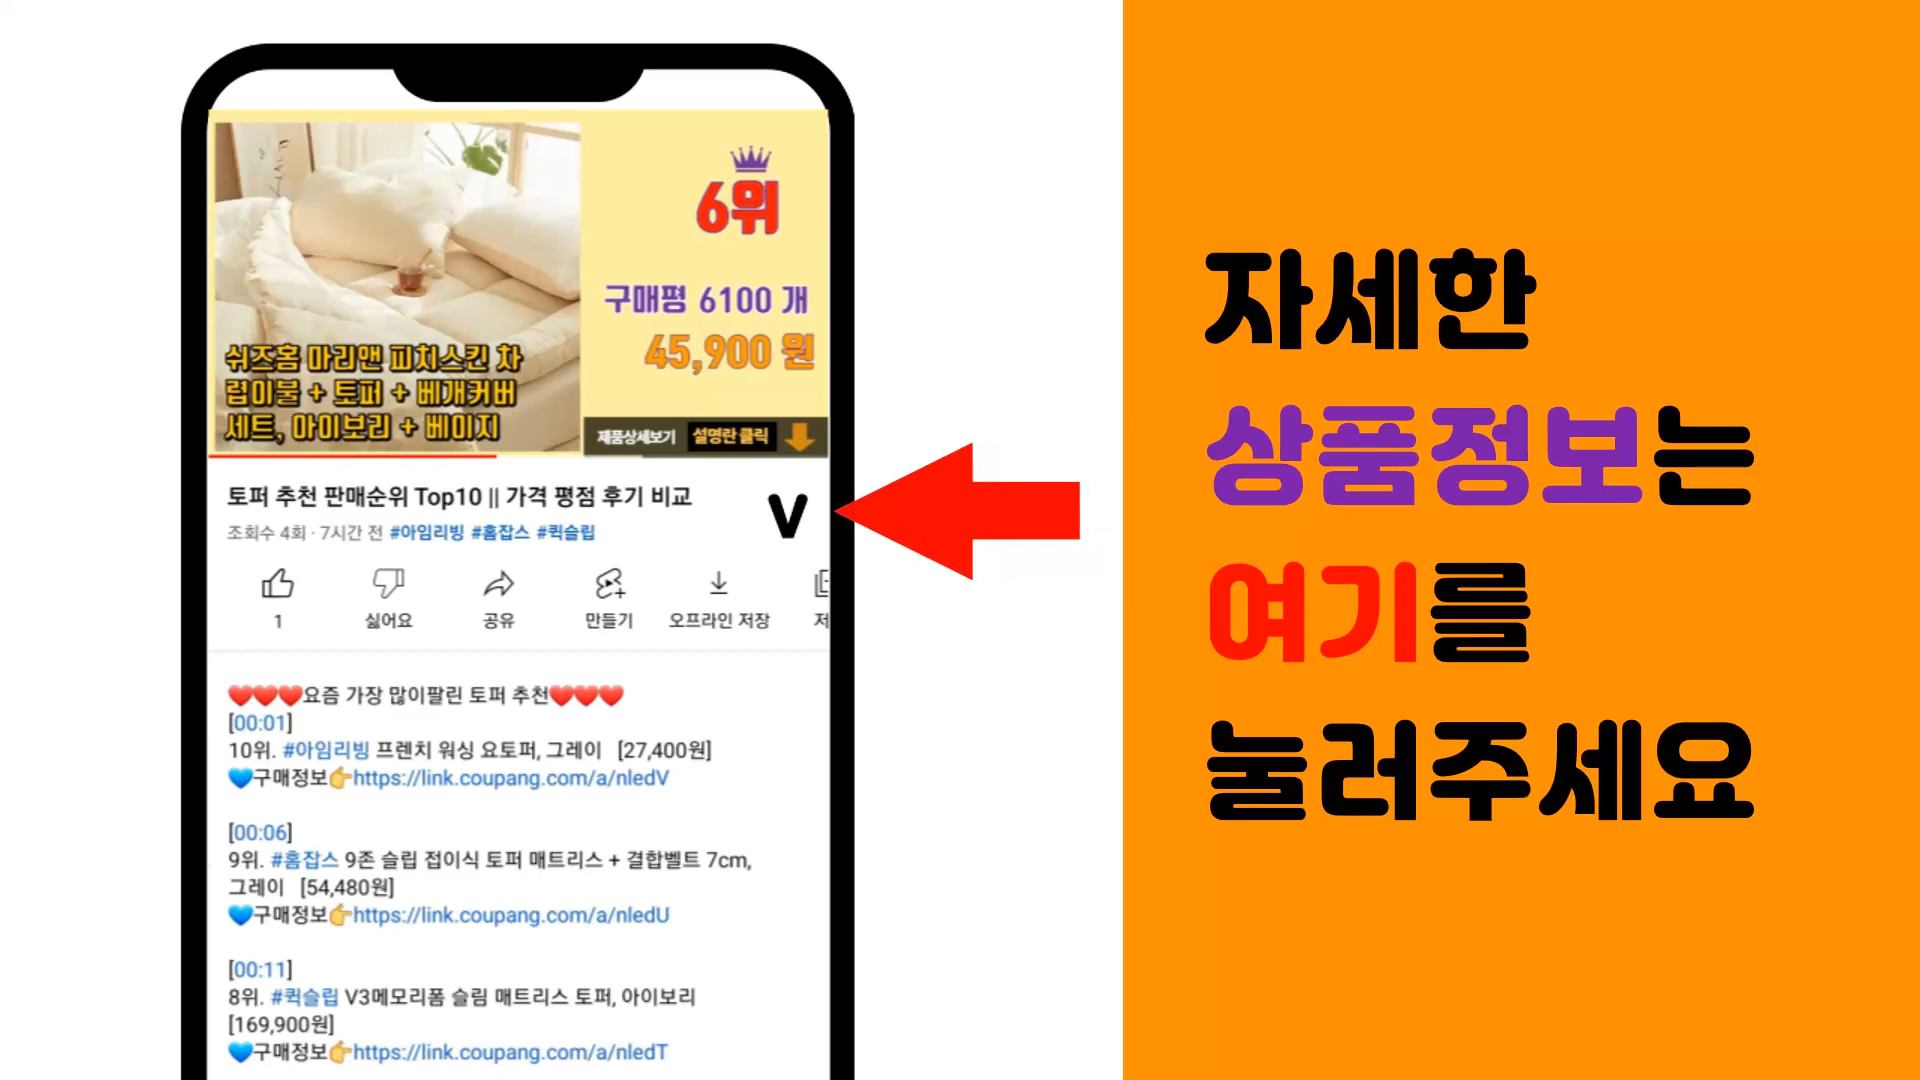 6위
구매평 6100 개
45,900 원
쉬즈홈 마리앤 피치스킨 차
렵이불 + 토퍼 + 베개커버
세트, 아이보리 + 베이지
제품상세보기 설명란 클릭
토퍼 추천 판매순위 Top10 || 가격 평점 후기 비교
V
조회수 4회 · 7시간 전 #아임리빙 #홈잡스 #퀵슬립
1 싫어요 공유 만들기 오프라인 저장 저
❤❤❤요즘 가장 많이팔린 토퍼 추천❤❤❤
[00:01]
10위. #아임리빙 프렌치 워싱 요토퍼, 그레이 [27,400원]
💙구매정보👉https://link.coupang.com/a/nledV
[00:06]
9위. #홈잡스 9존 슬립 접이식 토퍼 매트리스 + 결합벨트 7cm,
그레이 [54,480원]
💙구매정보👉https://link.coupang.com/a/nledU
[00:11]
8위. #퀵슬립 V3메모리폼 슬림 매트리스 토퍼, 아이보리
[169,900원]
💙구매정보👉https://link.coupang.com/a/nledT
자세한
상품정보는
여기를
눌러주세요